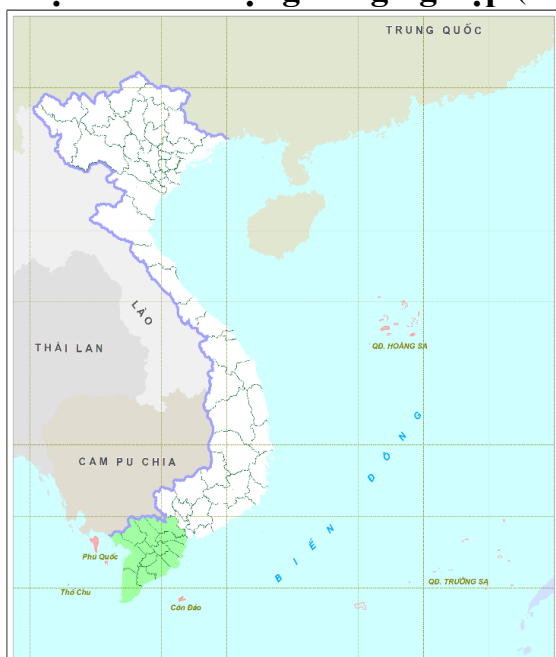 TRUNG QUỐC
LÀO
THÁI LAN
QĐ. HOÀNG SA
CAM PU CHIA
BIỂN ĐÔNG
Phú Quốc
QĐ. TRƯỜNG SA
Thổ Chu
Côn Đảo